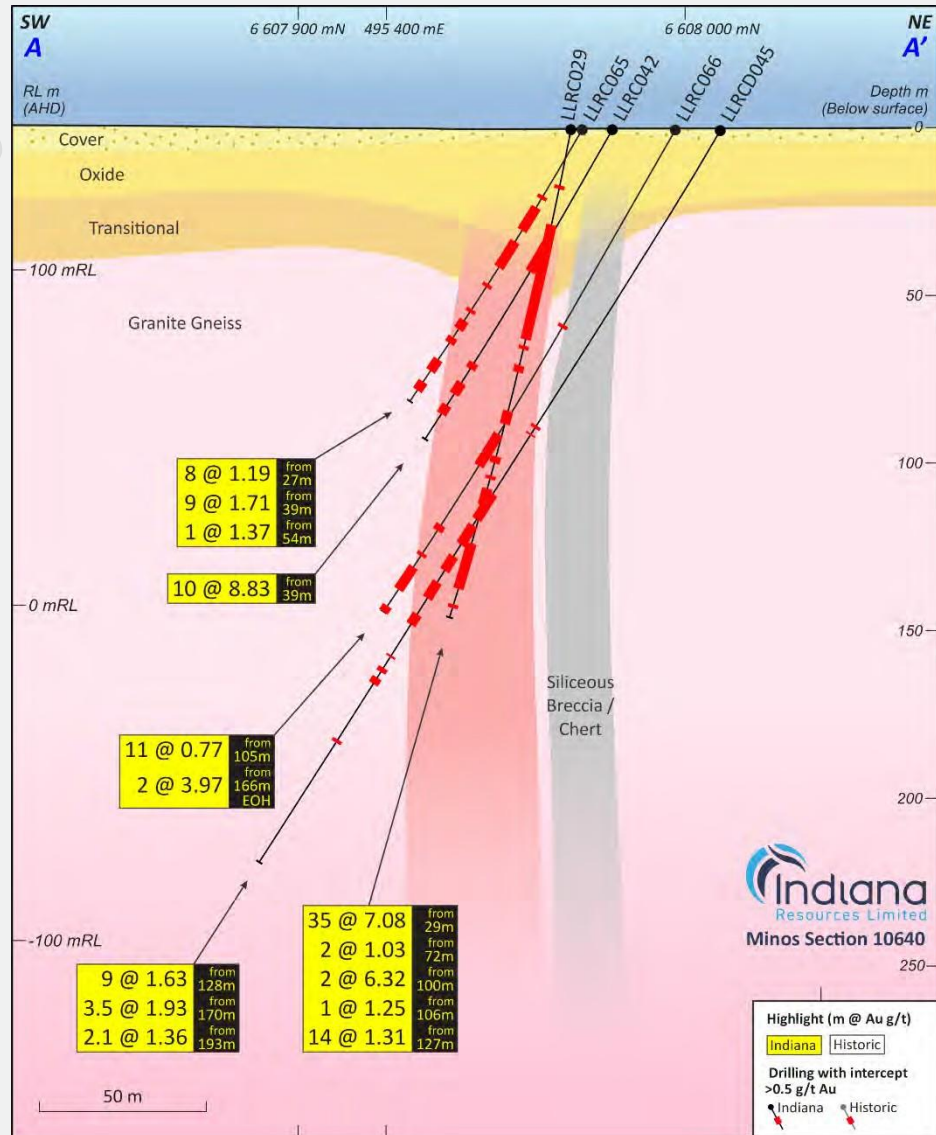 SW
A
6 607 900 mN
495 400 mE
6 608 000 mN
NE
A'
RL m
(AHD)
Depth m
(Below surface)
LLRC029
LLRC065
LLRC042
LLRC066
LLRCD045
0
Cover
Oxide
Transitional
100 mRL
50
Granite Gneiss
100
8 @ 1.19 from 27m
9 @ 1.71 from 39m
1 @ 1.37 from 54m
10 @ 8.83 from 39m
0 mRL
150
Siliceous
Breccia /
Chert
11 @ 0.77 from 105m
2 @ 3.97 from 166m EOH
200
Indiana
Resources Limited
Minos Section 10640
-100 mRL
250
35 @ 7.08 from 29m
2 @ 1.03 from 72m
2 @ 6.32 from 100m
1 @ 1.25 from 106m
14 @ 1.31 from 127m
9 @ 1.63 from 128m
3.5 @ 1.93 from 170m
2.1 @ 1.36 from 193m
50 m
Highlight (m @ Au g/t)
Indiana Historic
Drilling with intercept
>0.5 g/t Au
Indiana Historic